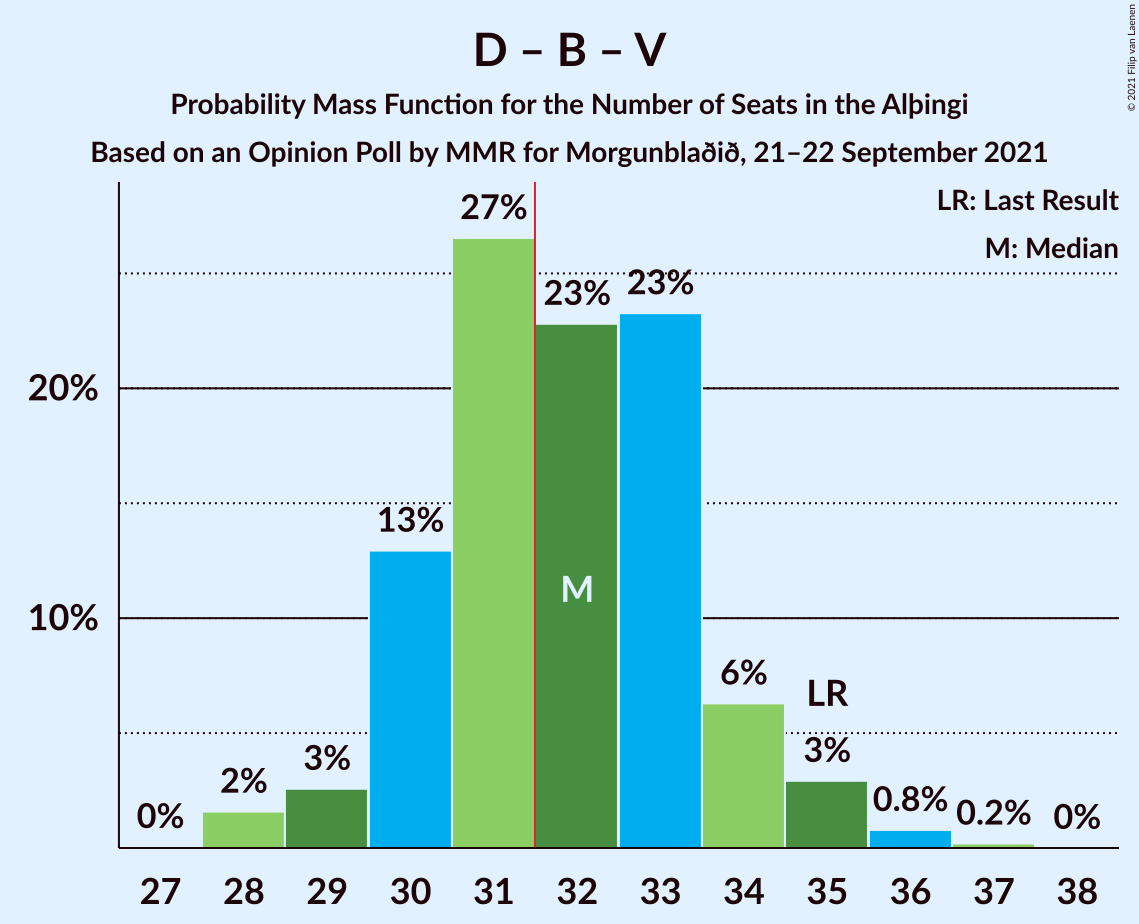 D – B – V
Probability Mass Function for the Number of Seats in the Alþingi
Based on an Opinion Poll by MMR for Morgunblaðið, 21–22 September 2021
© 2021 Filip van Laenen
LR: Last Result
M: Median
20%
10%
0%
2%
3%
13%
27%
23%
M
23%
6%
LR
3%
0.8%
0.2%
0%
27 28 29 30 31 32 33 34 35 36 37 38